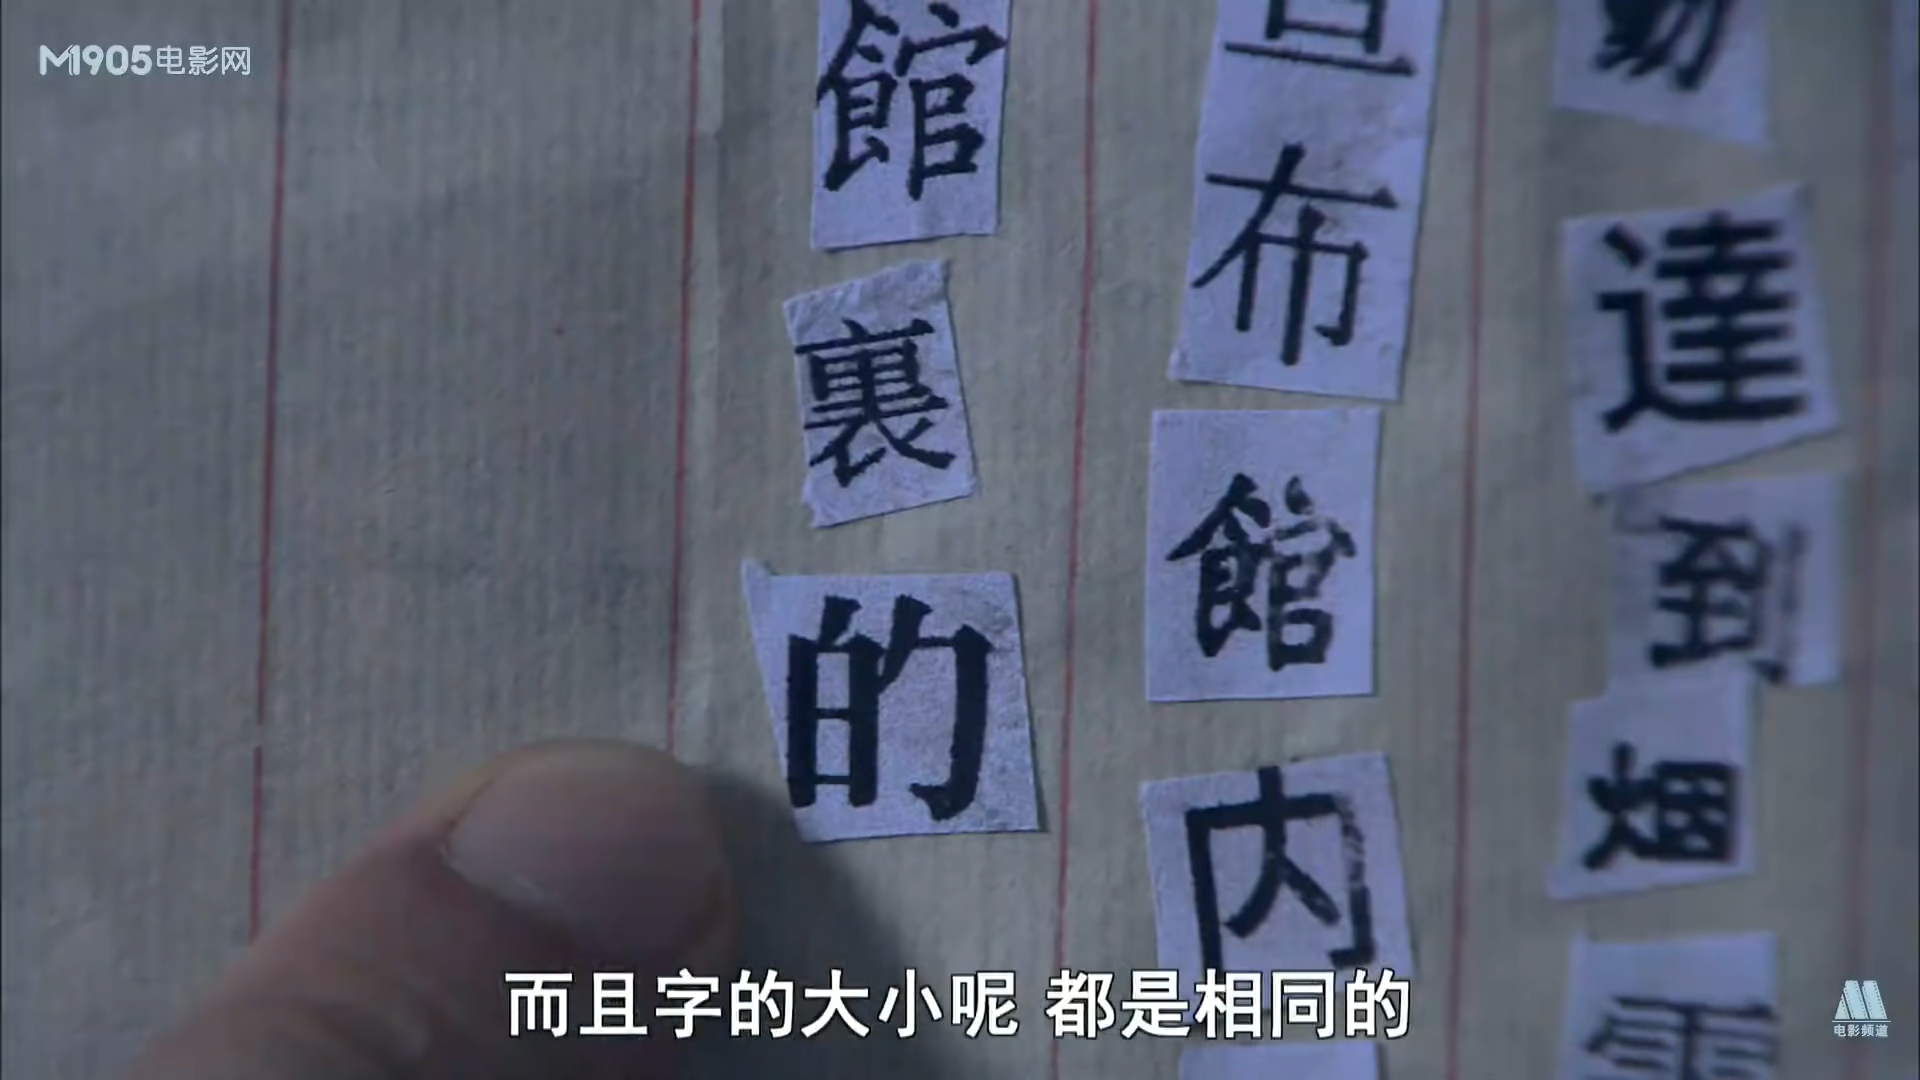 M1905电影网
達到烟
布館内
館裏的
而且字的大小呢 都是相同的
电影频道